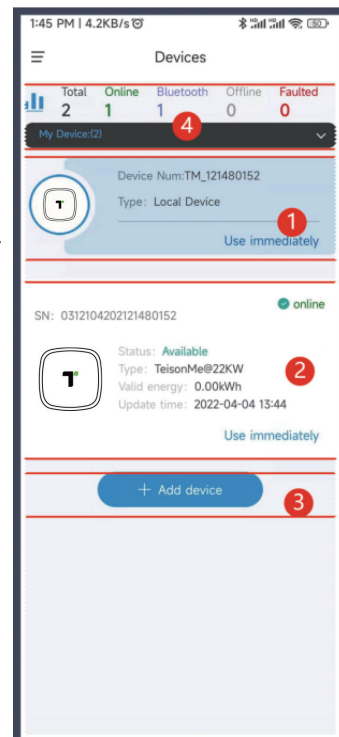 1:45 PM | 4.2KB/s
Devices
Total Online Bluetooth Offline Faulted
2 1 1 0 0
4
My Device:(2)
Device Num:TM_121480152
T
Type: Local Device
1
Use immediately
online
SN: 0312104202121480152
Status: Available
T
Type: TeisonMe@22KW
2
Valid energy: 0.00kWh
Update time: 2022-04-04 13:44
Use immediately
+ Add device
3